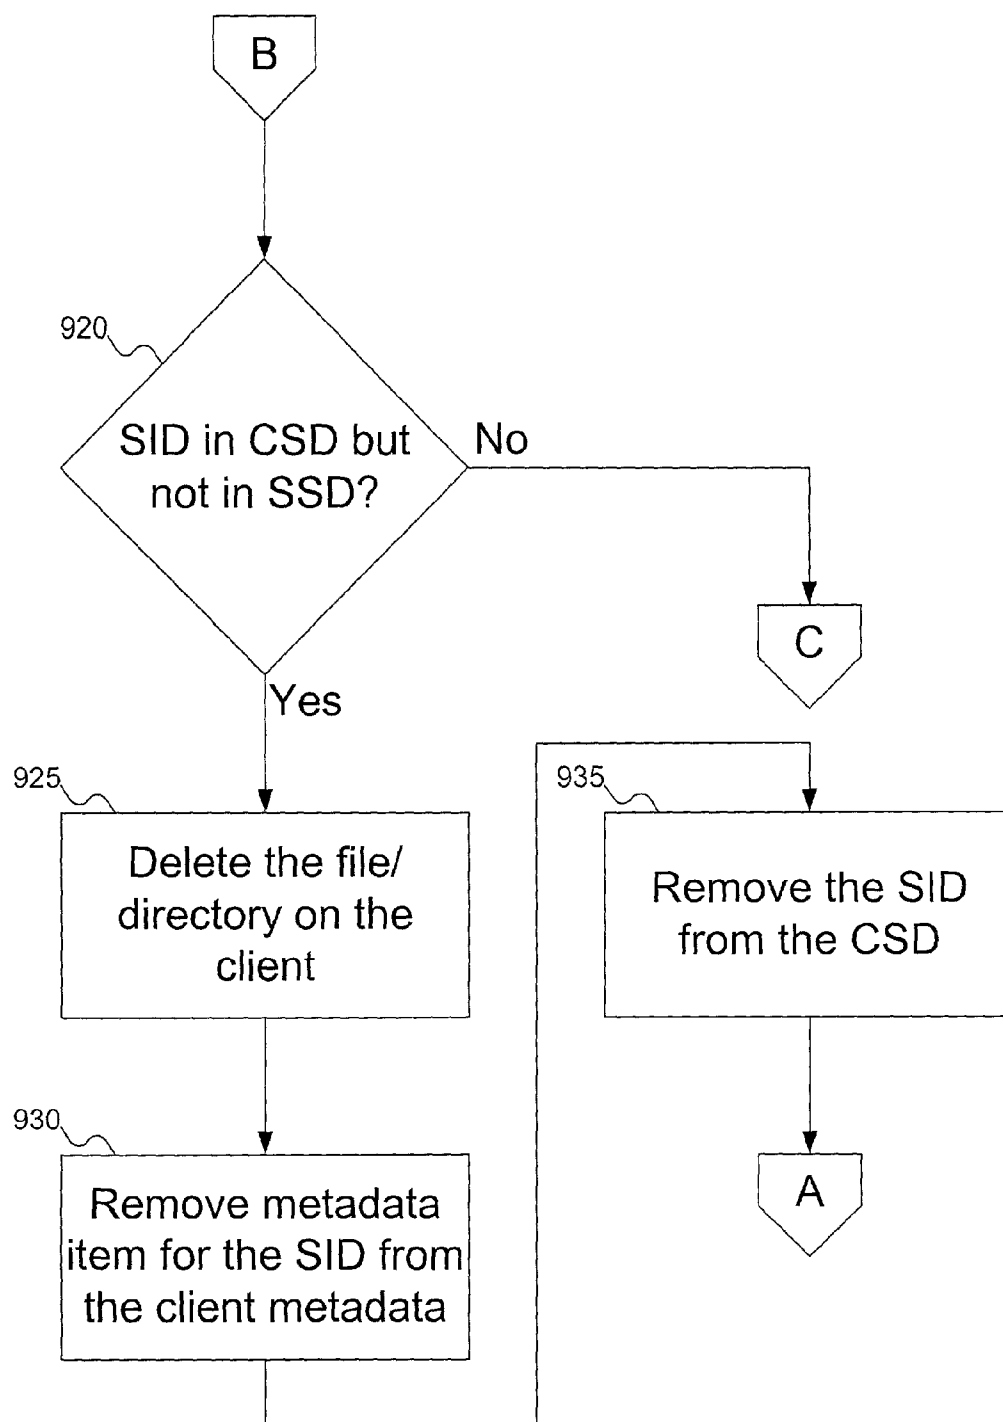 B
920
SID in CSD but
not in SSD?
No
C
Yes
925
Delete the file/
directory on the
client
935
Remove the SID
from the CSD
930
Remove metadata
item for the SID from
the client metadata
A